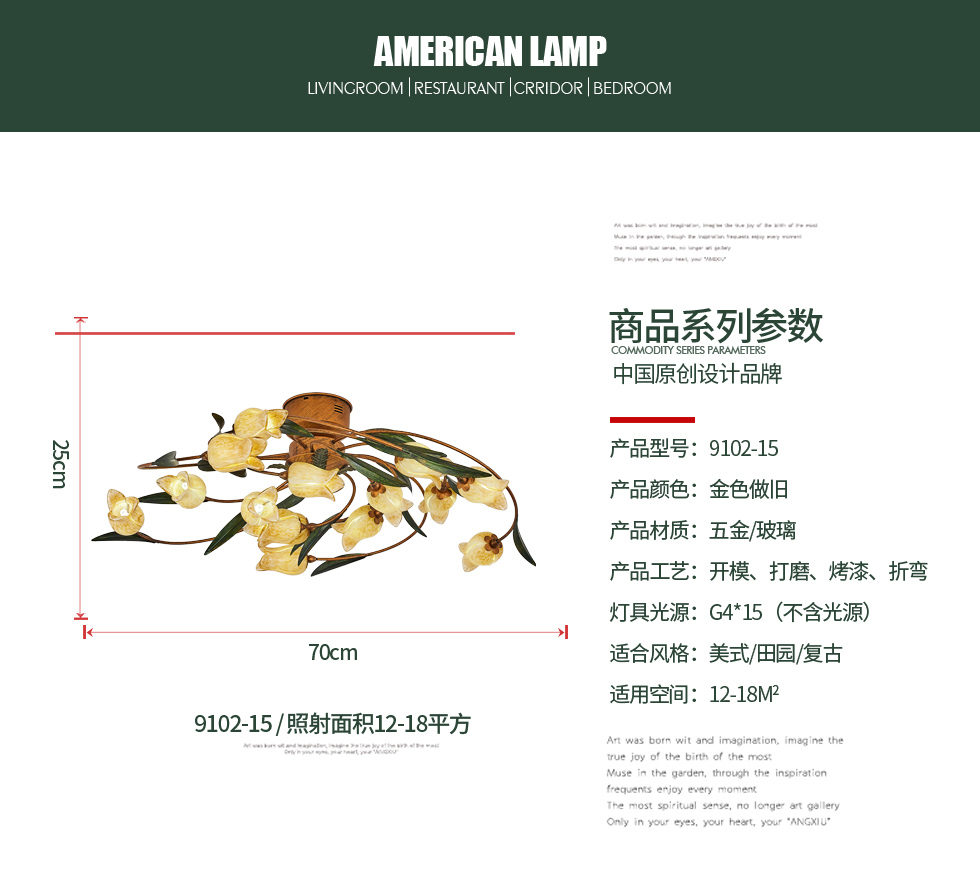 AMERICAN LAMP
LIVINGROOM | RESTAURANT | CRRIDOR | BEDROOM
Art was born wit and imagination, imagine the true joy of the birth of the most
Muse in the garden, through the inspiration frequents enjoy every moment
The most spiritual sense, no longer art gallery
Only in your eyes, your heart, your "ANGXIU"
商品系列参数
COMMODITY SERIES PARAMETERS
中国原创设计品牌
产品型号：9102-15
产品颜色：金色做旧
产品材质：五金/玻璃
产品工艺：开模、打磨、烤漆、折弯
灯具光源：G4*15（不含光源）
适合风格：美式/田园/复古
适用空间：12-18M²
25cm
70cm
9102-15 / 照射面积12-18平方
Art was born wit and imagination, imagine the true joy of the birth of the most
Only in your eyes, your heart, your "ANGXIU"
Art was born wit and imagination, imagine the
true joy of the birth of the most
Muse in the garden, through the inspiration
frequents enjoy every moment
The most spiritual sense, no longer art gallery
Only in your eyes, your heart, your "ANGXIU"